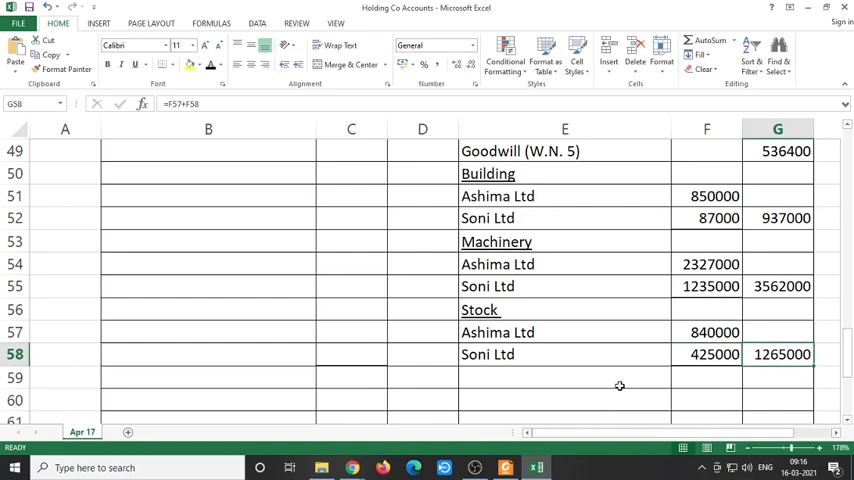 Holding Co Accounts - Microsoft Excel
FILE HOME INSERT PAGE LAYOUT FORMULAS DATA REVIEW VIEW Sign in
Cut
Copy
Format Painter
Paste
Clipboard
Calibri 11
B I U
Font
Wrap Text
Merge & Center
Alignment
General
%
Number
Conditional Formatting
Format as Table
Cell Styles
Styles
Insert Delete Format
Cells
AutoSum
Fill
Clear
Sort & Filter
Find & Select
Editing
G58 fx =F57+F58
A B C D E F G
49 Goodwill (W.N. 5) 536400
50 Building
51 Ashima Ltd 850000
52 Soni Ltd 87000 937000
53 Machinery
54 Ashima Ltd 2327000
55 Soni Ltd 1235000 3562000
56 Stock
57 Ashima Ltd 840000
58 Soni Ltd 425000 1265000
59
60
61
Apr 17
READY 178%
Type here to search
ENG
09:16
16-03-2021
2